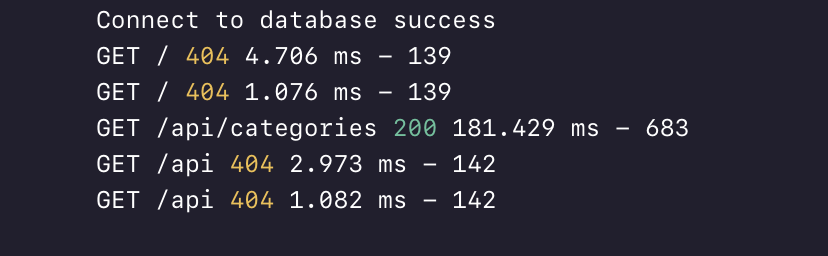 Connect to database success
GET / 404 4.706 ms - 139
GET / 404 1.076 ms - 139
GET /api/categories 200 181.429 ms - 683
GET /api 404 2.973 ms - 142
GET /api 404 1.082 ms - 142